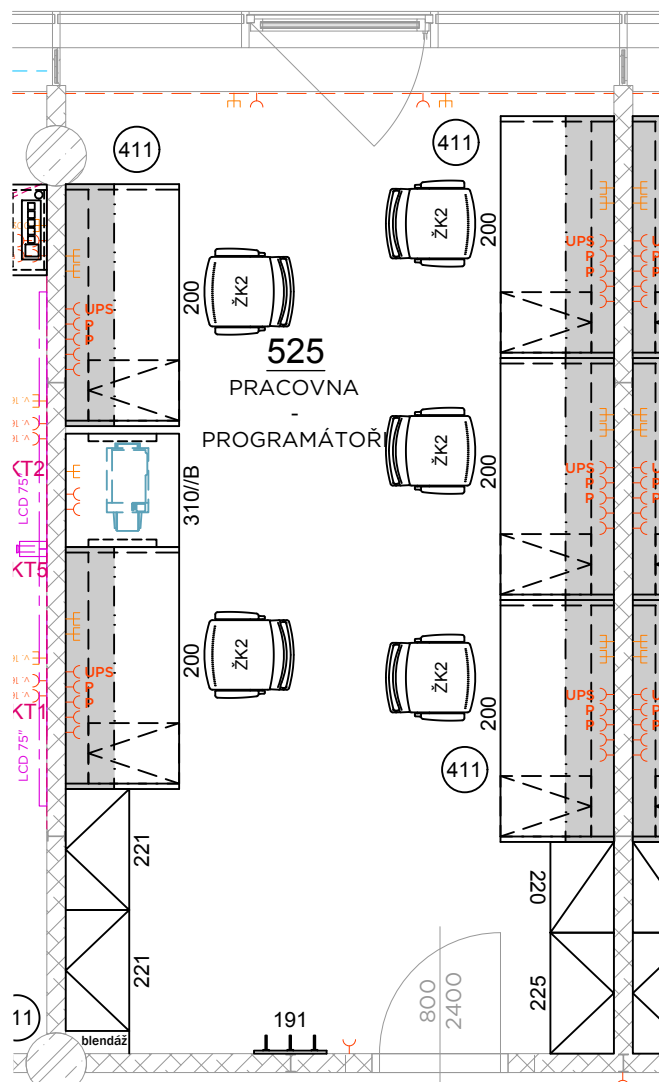 411
411
ŽK2
200
ŽK2
200
UPS
P
P
UPS
P
P
525
PRACOVNA
-
PROGRAMÁTOŘI
KT2
LCD 75"
310//B
ŽK2
200
UPS
P
P
KT5
ŽK2
200
UPS
P
P
KT1
LCD 75"
ŽK2
200
UPS
P
P
411
221
220
221
225
800
2400
191
11
blendáž